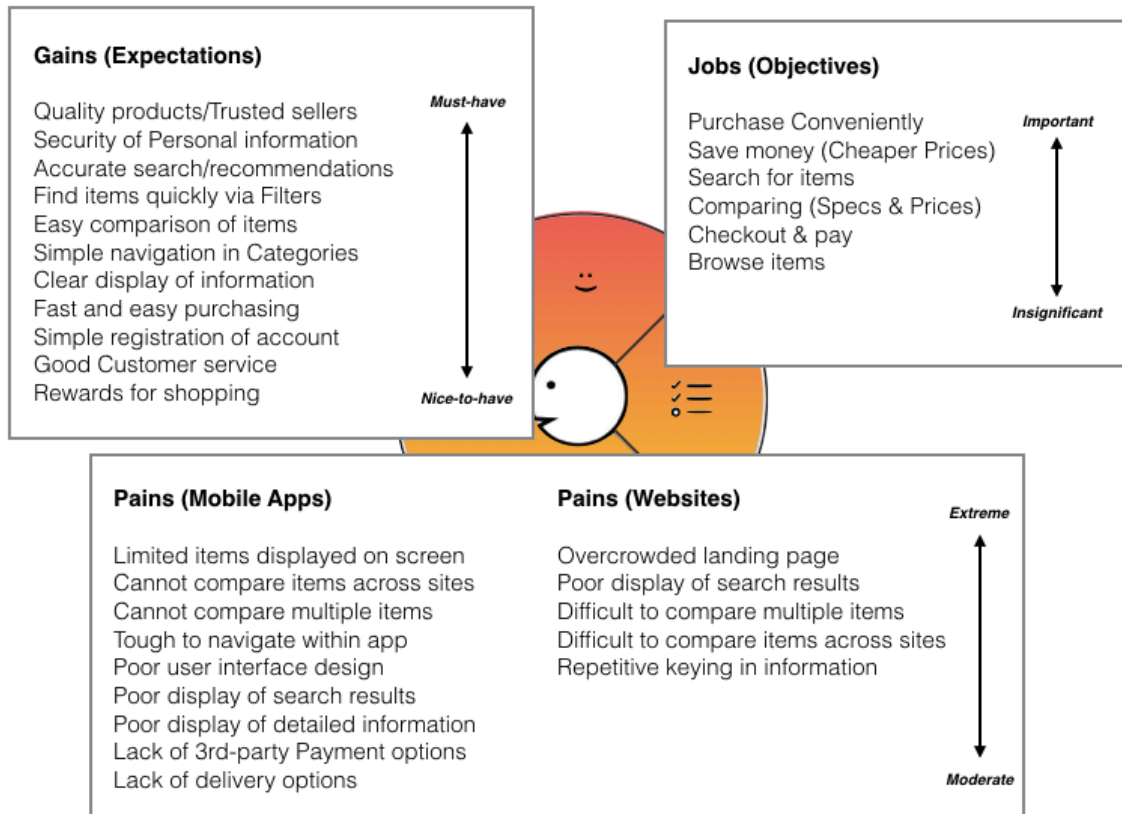 Gains (Expectations)
Quality products/Trusted sellers
Security of Personal information
Accurate search/recommendations
Find items quickly via Filters
Easy comparison of items
Simple navigation in Categories
Clear display of information
Fast and easy purchasing
Simple registration of account
Good Customer service
Rewards for shopping
Must-have
Nice-to-have
Jobs (Objectives)
Purchase Conveniently
Save money (Cheaper Prices)
Search for items
Comparing (Specs & Prices)
Checkout & pay
Browse items
Important
Insignificant
Pains (Mobile Apps)
Limited items displayed on screen
Cannot compare items across sites
Cannot compare multiple items
Tough to navigate within app
Poor user interface design
Poor display of search results
Poor display of detailed information
Lack of 3rd-party Payment options
Lack of delivery options
Pains (Websites)
Overcrowded landing page
Poor display of search results
Difficult to compare multiple items
Difficult to compare items across sites
Repetitive keying in information
Extreme
Moderate